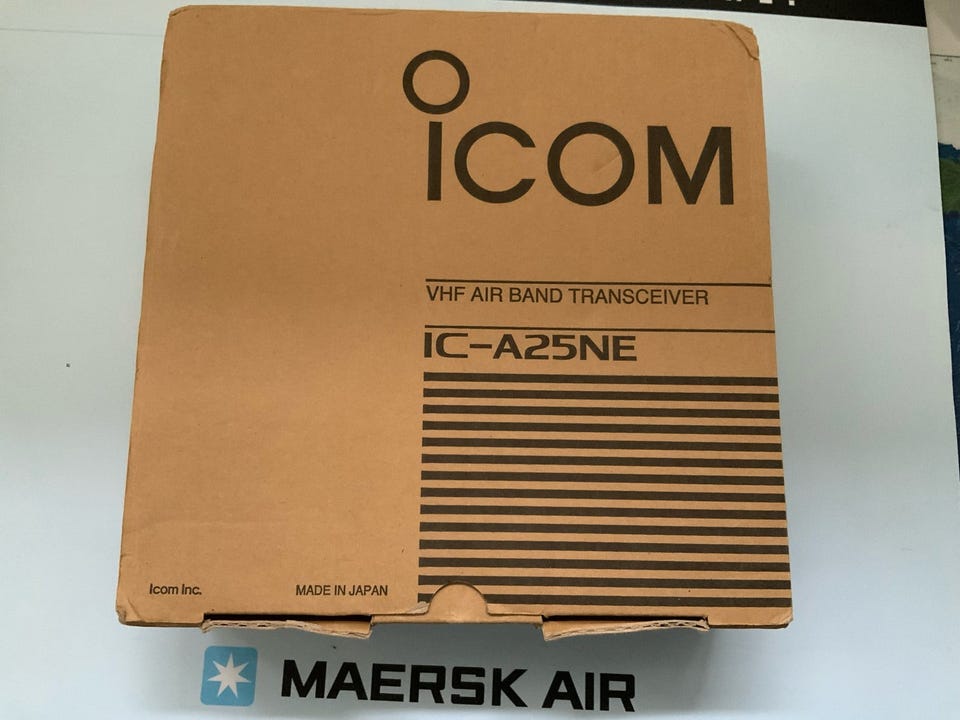 ICOM
VHF AIR BAND TRANSCEIVER
IC-A25NE
Icom Inc.
MADE IN JAPAN
MAERSK AIR